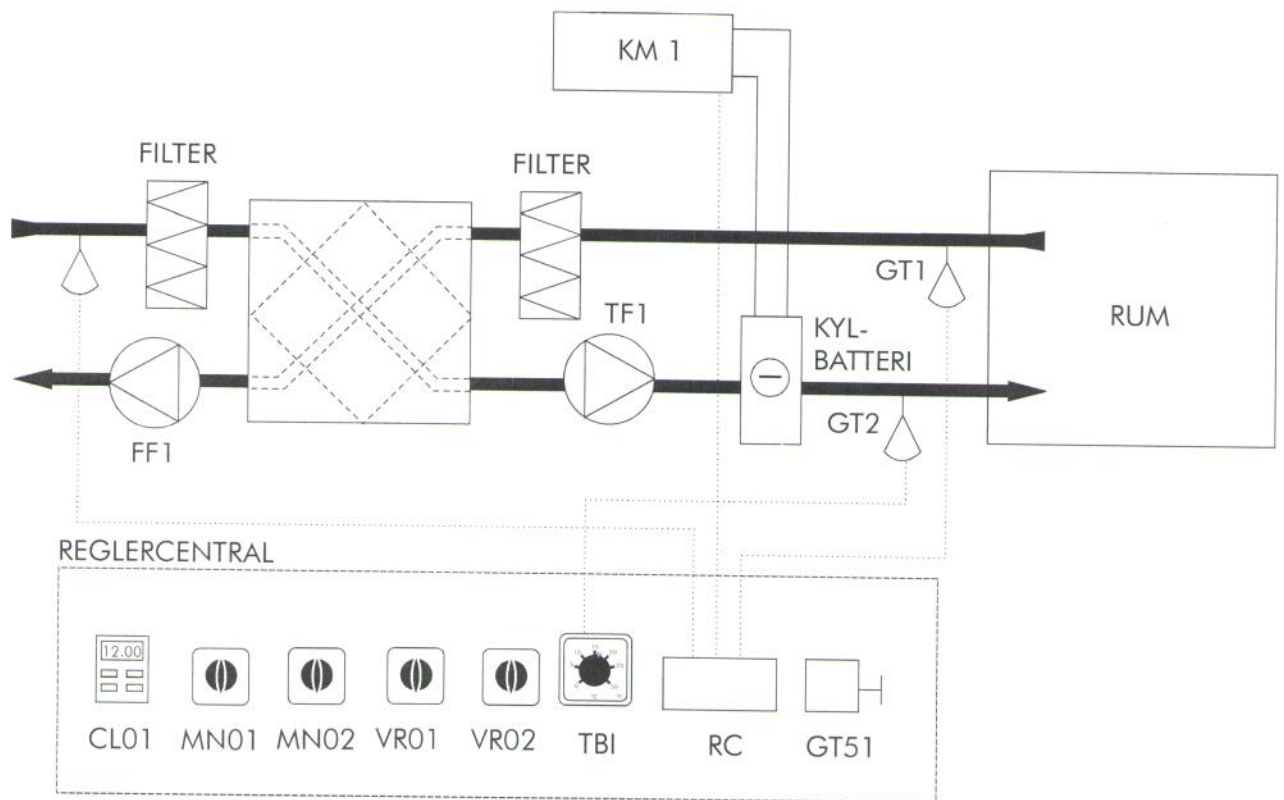 KM 1
FILTER
FILTER
GT1
RUM
TF1
KYL-
BATTERI
GT2
FF1
REGLERCENTRAL
12.00
CL01
MN01
MN02
VR01
VR02
TBI
RC
GT51